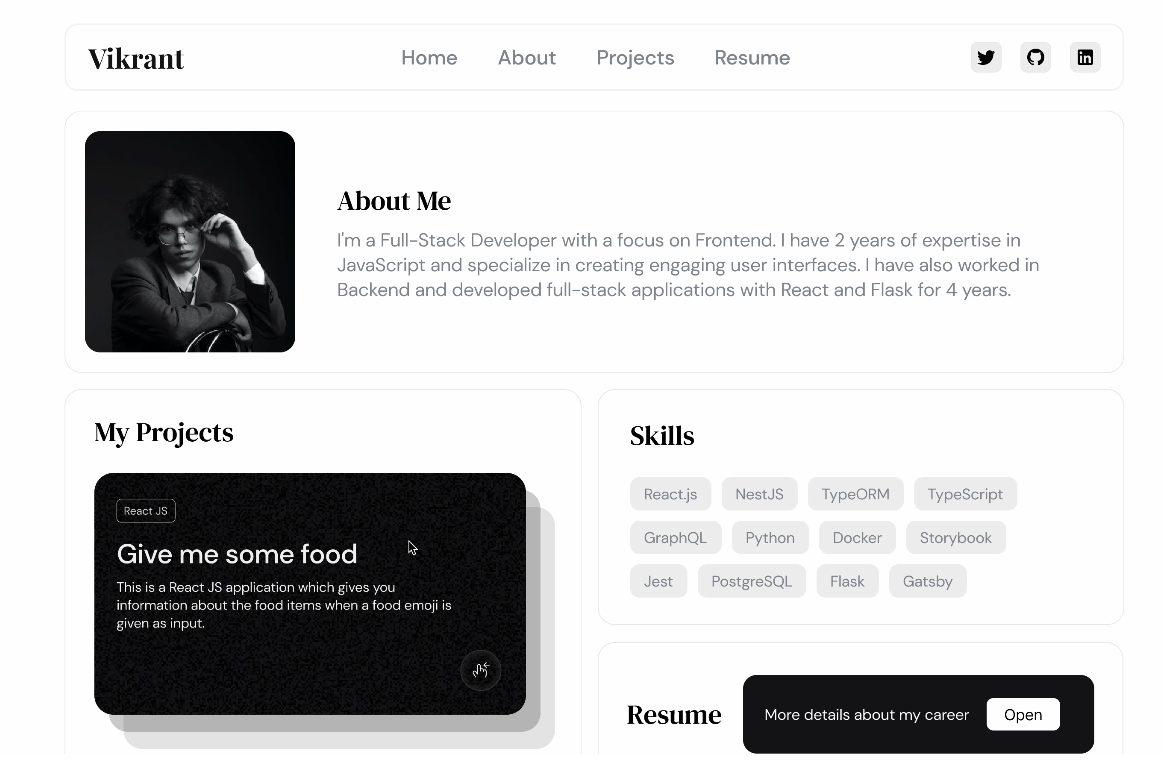 Vikrant
Home About Projects Resume
About Me
I'm a Full-Stack Developer with a focus on Frontend. I have 2 years of expertise in
JavaScript and specialize in creating engaging user interfaces. I have also worked in
Backend and developed full-stack applications with React and Flask for 4 years.
My Projects
React JS
Give me some food
This is a React JS application which gives you
information about the food items when a food emoji is
given as input.
Skills
React.js NestJS TypeORM TypeScript
GraphQL Python Docker Storybook
Jest PostgreSQL Flask Gatsby
Resume
More details about my career Open